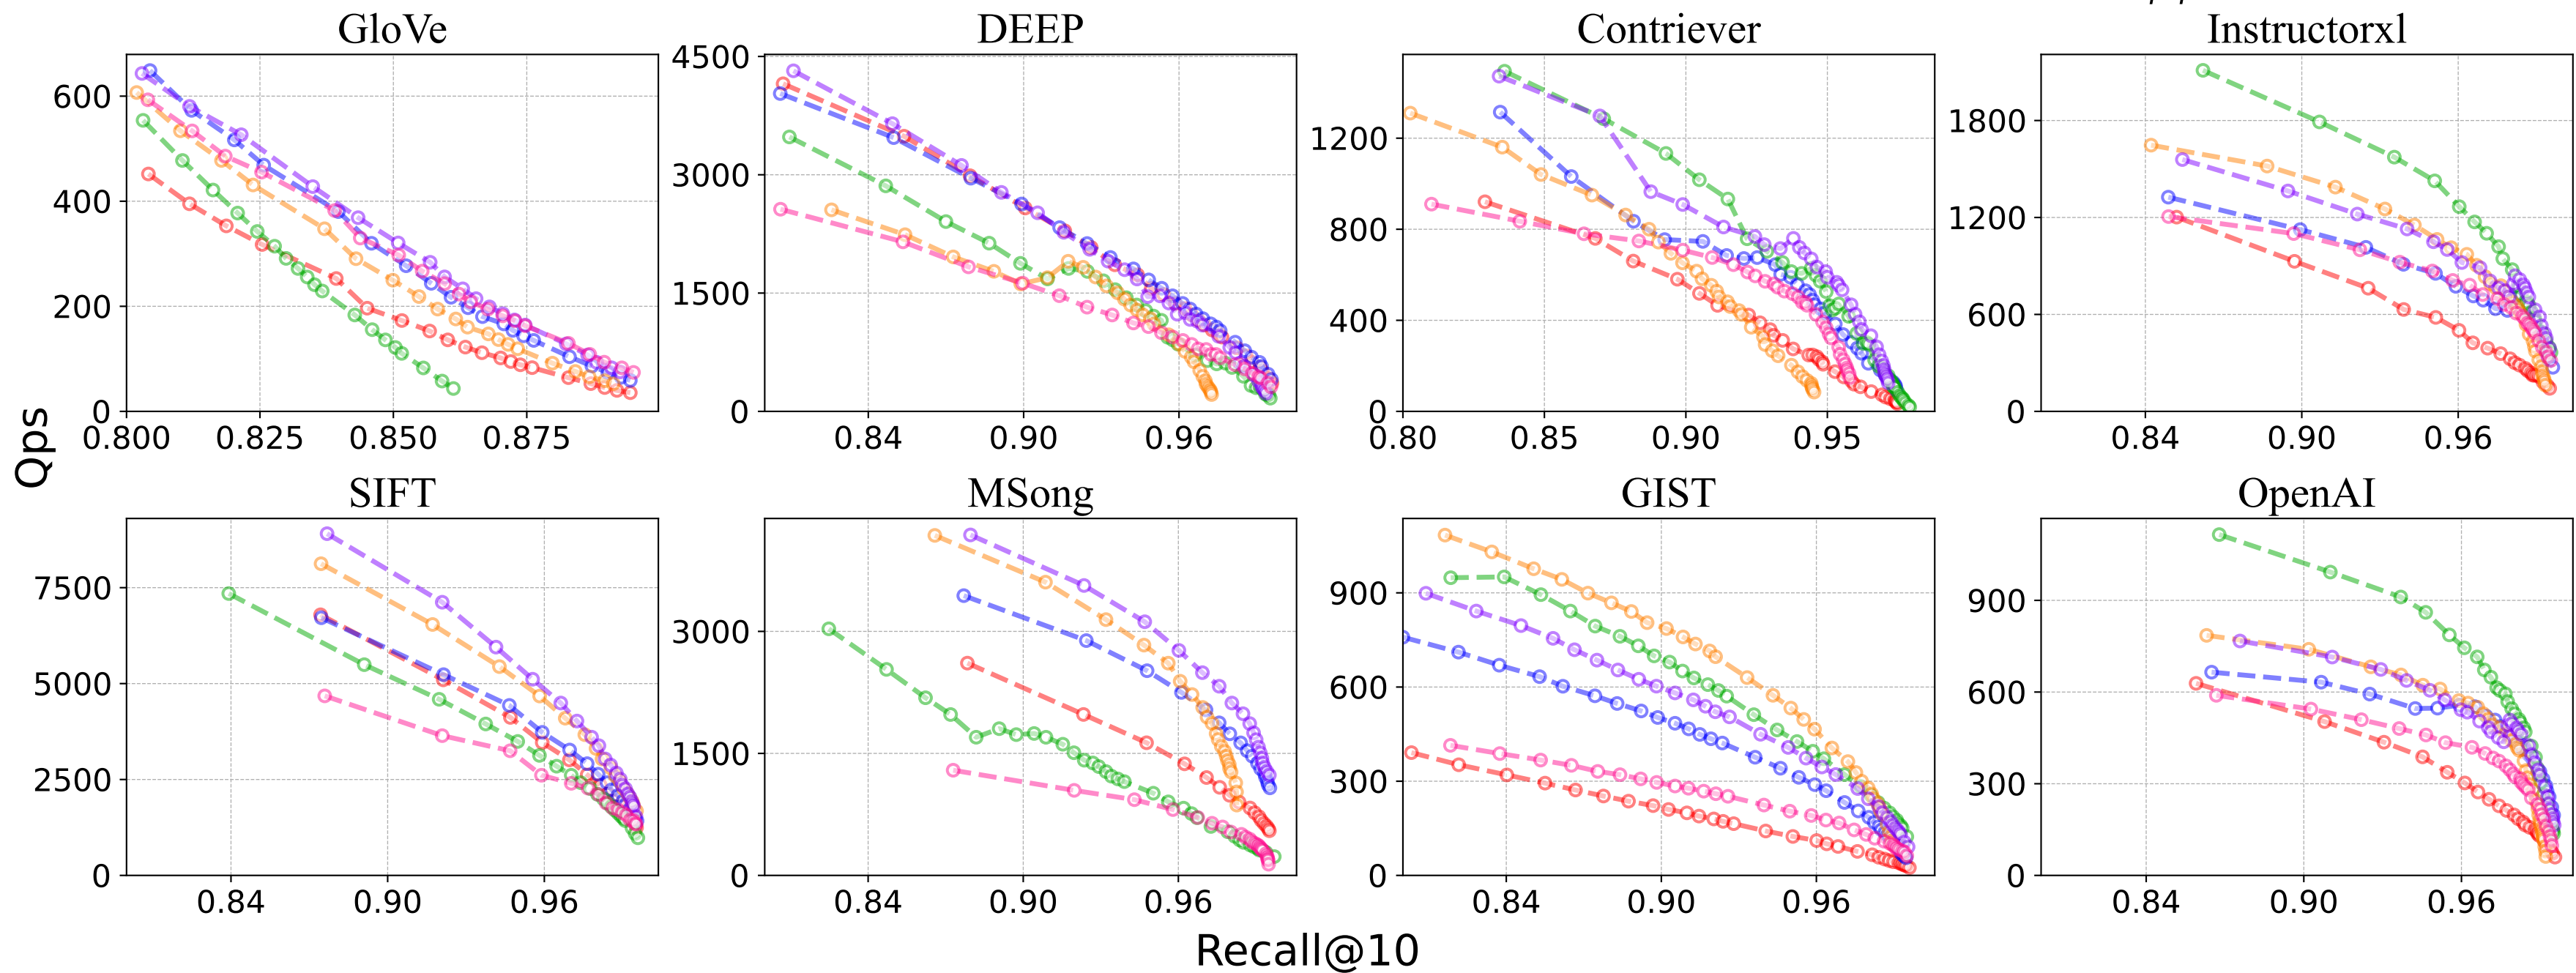 GloVe DEEP Contriever Instructorxl
600 400 200 0
0.800 0.825 0.850 0.875
4500 3000 1500 0
0.84 0.90 0.96
1200 800 400 0
0.80 0.85 0.90 0.95
1800 1200 600 0
0.84 0.90 0.96
Qps
SIFT MSong GIST OpenAI
7500 5000 2500 0
0.84 0.90 0.96
3000 1500 0
0.84 0.90 0.96
900 600 300 0
0.84 0.90 0.96
900 600 300 0
0.84 0.90 0.96
Recall@10